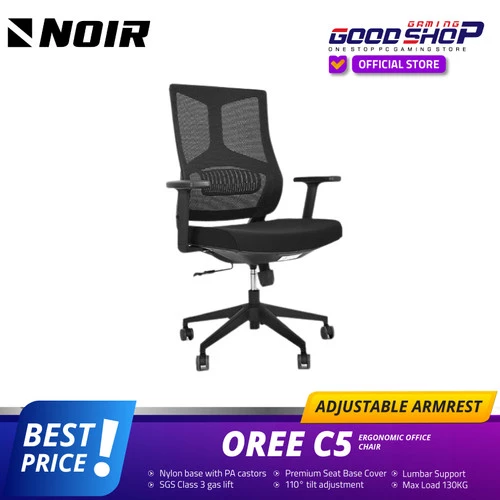 NOIR
GAMING
GOODSHOP
ONE STOP PC GAMING STORE
OFFICIAL STORE
ADJUSTABLE ARMREST
BEST
PRICE!
OREE C5
ERGONOMIC OFFICE
CHAIR
• Nylon base with PA castors
• SGS Class 3 gas lift
• Premium Seat Base Cover
• 110° tilt adjustment
• Lumbar Support
• Max Load 130KG